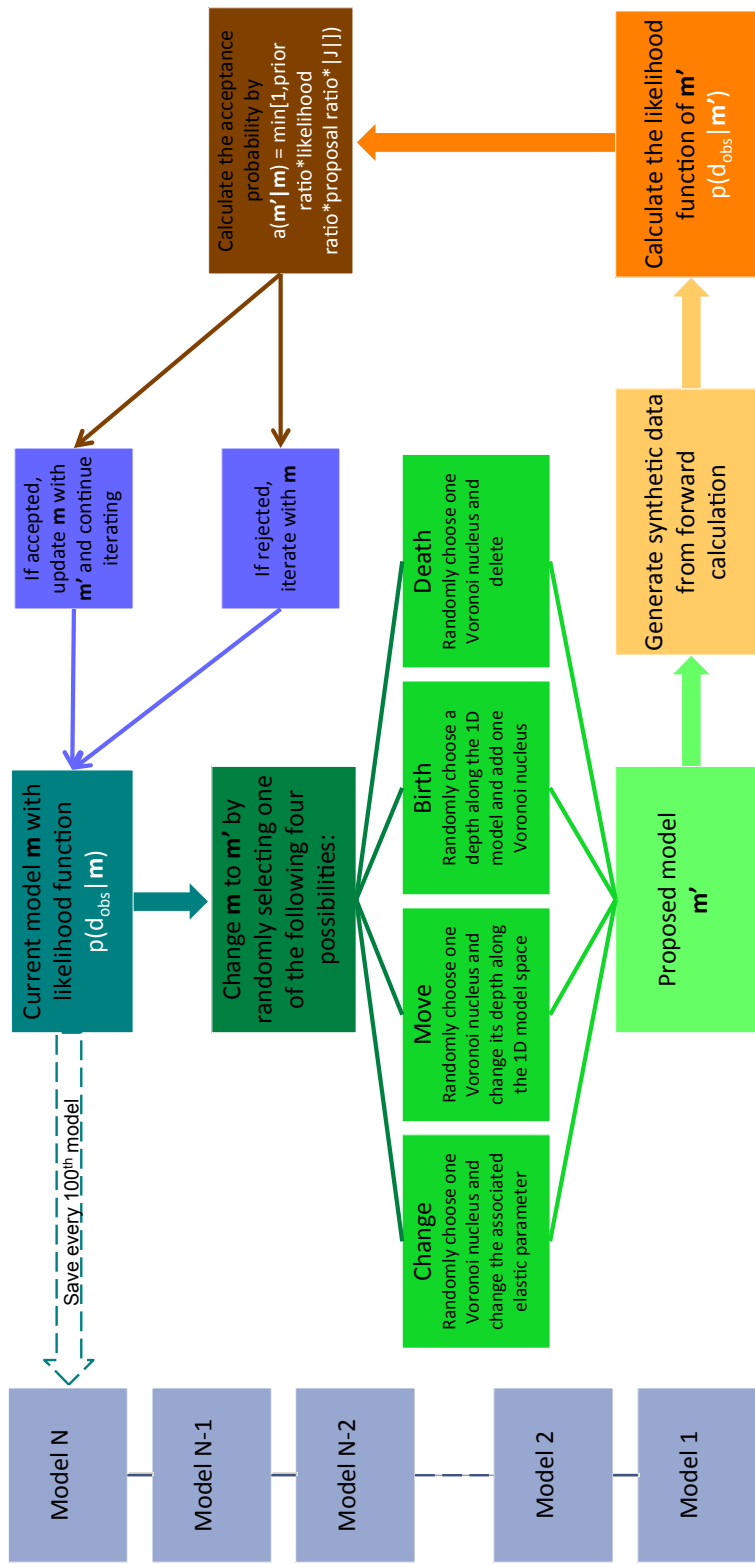 Model N
Model N-1
Model N-2
Model 2
Model 1
Save every 100th model
Current model m with
likelihood function
p(dobs|m)
Change m to m' by
randomly selecting one
of the following four
possibilities:
Change
Randomly choose one
Voronoi nucleus and
change the associated
elastic parameter
Move
Randomly choose one
Voronoi nucleus and
change its depth along
the 1D model space
Birth
Randomly choose a
depth along the 1D
model and add one
Voronoi nucleus
Death
Randomly choose one
Voronoi nucleus and
delete
Proposed model
m'
Generate synthetic data
from forward
calculation
Calculate the likelihood
function of m'
p(dobs|m')
Calculate the acceptance
probability by
a(m'|m) = min[1,prior
ratio*likelihood
ratio*proposal ratio*|J|])
If accepted,
update m with
m' and continue
iterating
If rejected,
iterate with m